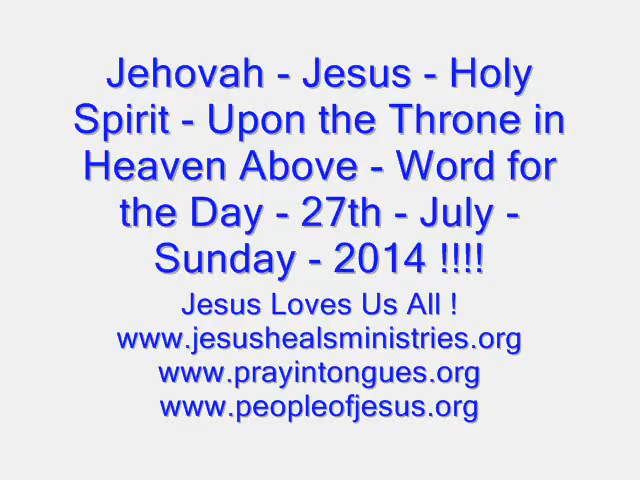 Jehovah - Jesus - Holy
Spirit - Upon the Throne in
Heaven Above - Word for
the Day - 27th - July -
Sunday - 2014 !!!!
Jesus Loves Us All !
www.jesushealsministries.org
www.prayintongues.org
www.peopleofjesus.org